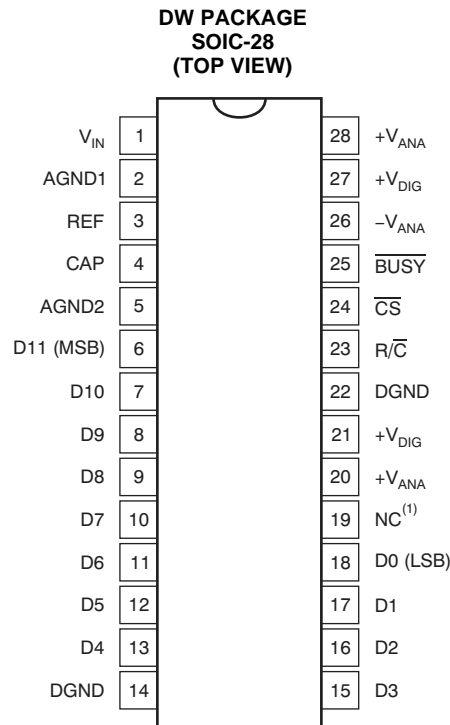 DW PACKAGE
SOIC-28
(TOP VIEW)
V_IN 1 28 +V_ANA
AGND1 2 27 +V_DIG
REF 3 26 −V_ANA
CAP 4 25 B̅U̅S̅Y̅
AGND2 5 24 C̅S̅
D11 (MSB) 6 23 R/C̅
D10 7 22 DGND
D9 8 21 +V_DIG
D8 9 20 +V_ANA
D7 10 19 NC(1)
D6 11 18 D0 (LSB)
D5 12 17 D1
D4 13 16 D2
DGND 14 15 D3